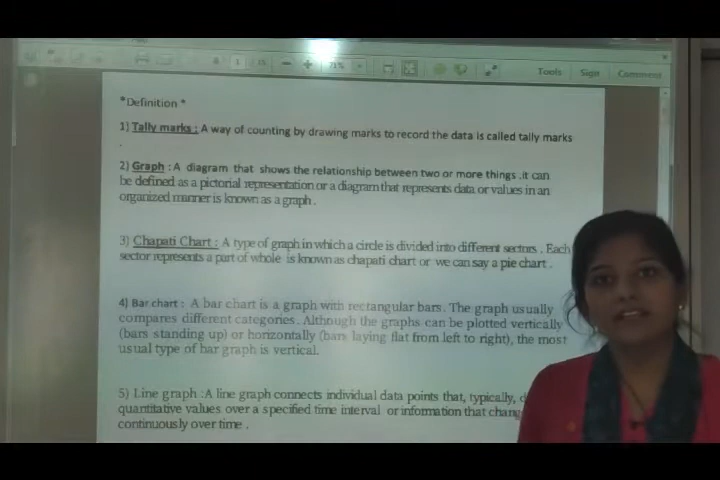 1 / 15 71% Tools Sign Comment
*Definition *
1) Tally marks : A way of counting by drawing marks to record the data is called tally marks
.
2) Graph : A diagram that shows the relationship between two or more things .it can
be defined as a pictorial representation or a diagram that represents data or values in an
organized manner is known as a graph .
3) Chapati Chart : A type of graph in which a circle is divided into different sectors . Each
sector represents a part of whole is known as chapati chart or we can say a pie chart .
4) Bar chart : A bar chart is a graph with rectangular bars. The graph usually
compares different categories. Although the graphs can be plotted vertically
(bars standing up) or horizontally (bars laying flat from left to right), the most
usual type of bar graph is vertical.
5) Line graph :A line graph connects individual data points that, typically,
quantitative values over a specified time interval or information that
continuously over time .